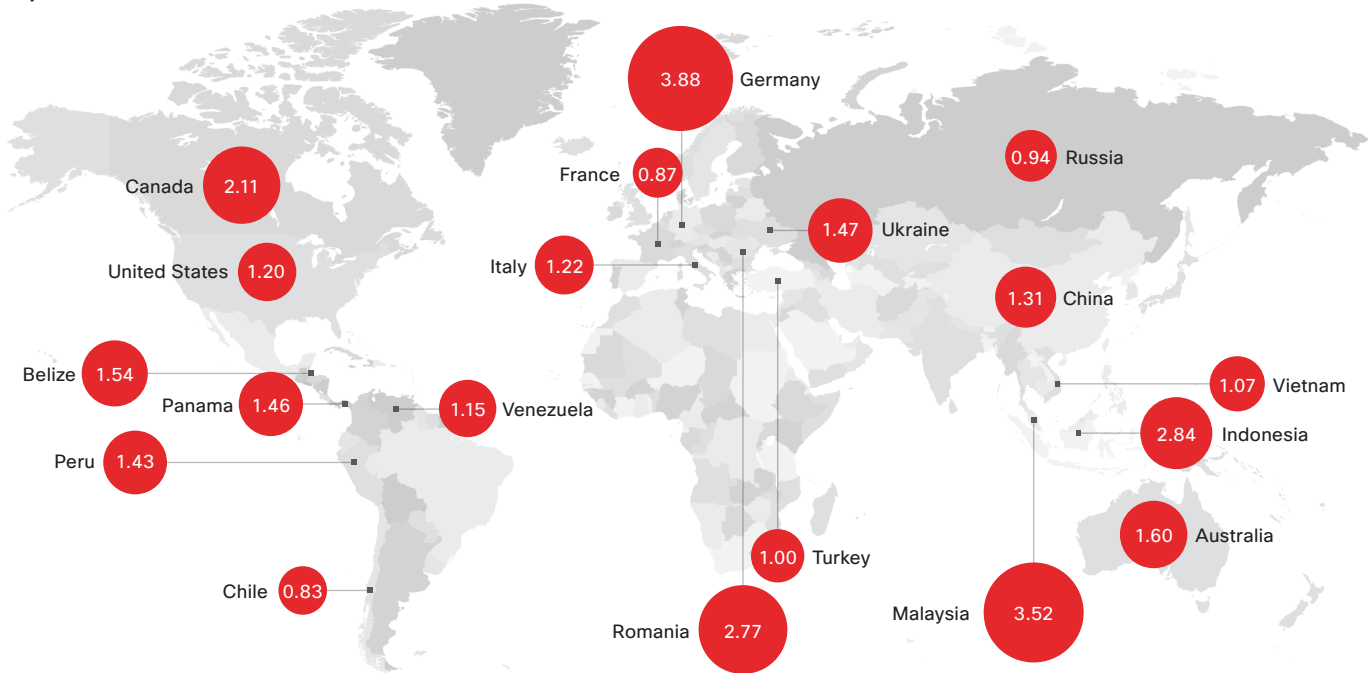 3.88 Germany
France 0.87
0.94 Russia
Canada 2.11
1.47 Ukraine
Italy 1.22
United States 1.20
1.31 China
Belize 1.54
Panama 1.46
1.15 Venezuela
1.07 Vietnam
2.84 Indonesia
Peru 1.43
1.60 Australia
1.00 Turkey
Chile 0.83
Malaysia 3.52
Romania 2.77